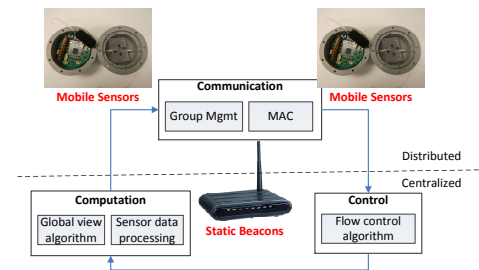 Communication
Mobile Sensors
Mobile Sensors
Group Mgmt
MAC
Distributed
Centralized
Computation
Control
Global view
algorithm
Sensor data
processing
Static Beacons
Flow control
algorithm